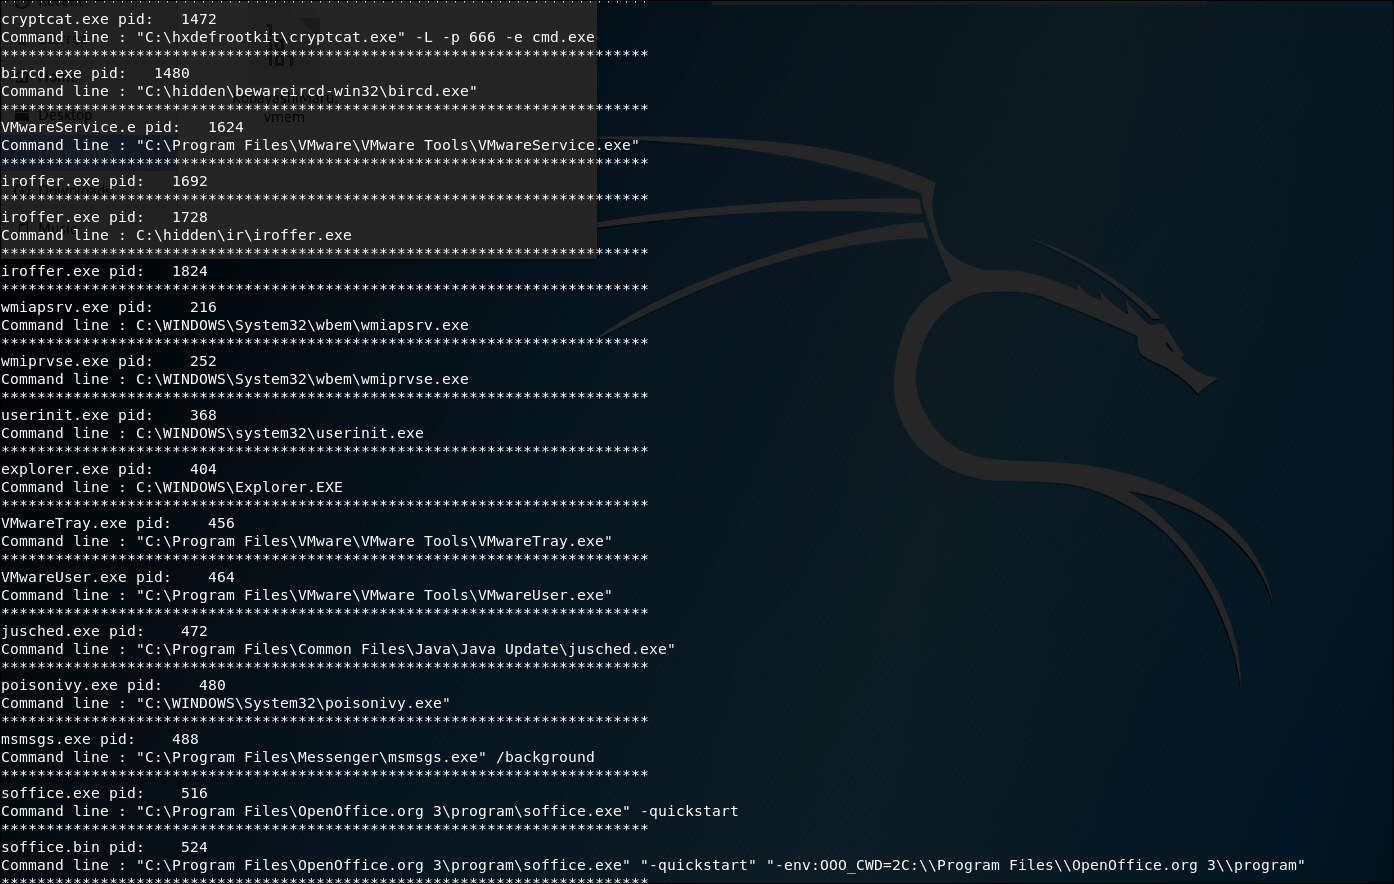 Recent
*****************************************************************
cryptcat.exe pid:   1472
Command line : "C:\hxdefrootkit\cryptcat.exe" -L -p 666 -e cmd.exe
************************************************************************
bircd.exe pid:   1480
Command line : "C:\hidden\bewareircd-win32\bircd.exe"
************************************************************************
Desktop
vmem
VMwareService.e pid:   1624
Command line : "C:\Program Files\VMware\VMware Tools\VMwareService.exe"
************************************************************************
iroffer.exe pid:   1692
************************************************************************
iroffer.exe pid:   1728
Command line : C:\hidden\ir\iroffer.exe
************************************************************************
iroffer.exe pid:   1824
************************************************************************
wmiapsrv.exe pid:    216
Command line : C:\WINDOWS\System32\wbem\wmiapsrv.exe
************************************************************************
wmiprvse.exe pid:    252
Command line : C:\WINDOWS\System32\wbem\wmiprvse.exe
************************************************************************
userinit.exe pid:    368
Command line : C:\WINDOWS\system32\userinit.exe
************************************************************************
explorer.exe pid:    404
Command line : C:\WINDOWS\Explorer.EXE
************************************************************************
VMwareTray.exe pid:    456
Command line : "C:\Program Files\VMware\VMware Tools\VMwareTray.exe"
************************************************************************
VMwareUser.exe pid:    464
Command line : "C:\Program Files\VMware\VMware Tools\VMwareUser.exe"
************************************************************************
jusched.exe pid:    472
Command line : "C:\Program Files\Common Files\Java\Java Update\jusched.exe"
************************************************************************
poisonivy.exe pid:    480
Command line : "C:\WINDOWS\System32\poisonivy.exe"
************************************************************************
msmsgs.exe pid:    488
Command line : "C:\Program Files\Messenger\msmsgs.exe" /background
************************************************************************
soffice.exe pid:    516
Command line : "C:\Program Files\OpenOffice.org 3\program\soffice.exe" -quickstart
************************************************************************
soffice.bin pid:    524
Command line : "C:\Program Files\OpenOffice.org 3\program\soffice.exe" "-quickstart" "-env:OOO_CWD=2C:\\Program Files\\OpenOffice.org 3\\program"
************************************************************************